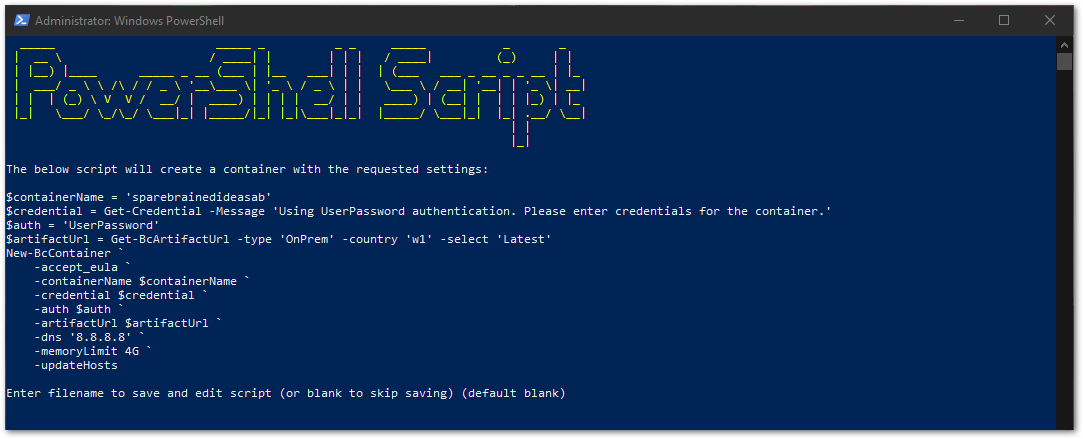 Administrator: Windows PowerShell
PowerShell Script
The below script will create a container with the requested settings:
$containerName = 'sparebrainedideasab'
$credential = Get-Credential -Message 'Using UserPassword authentication. Please enter credentials for the container.'
$auth = 'UserPassword'
$artifactUrl = Get-BcArtifactUrl -type 'OnPrem' -country 'w1' -select 'Latest'
New-BcContainer `
    -accept_eula `
    -containerName $containerName `
    -credential $credential `
    -auth $auth `
    -artifactUrl $artifactUrl `
    -dns '8.8.8.8' `
    -memoryLimit 4G `
    -updateHosts
Enter filename to save and edit script (or blank to skip saving) (default blank)